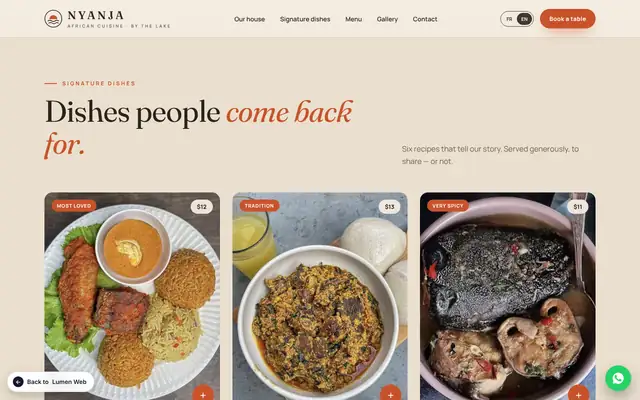 NYANJA
AFRICAN CUISINE · BY THE LAKE
Our house
Signature dishes
Menu
Gallery
Contact
FR
EN
Book a table
SIGNATURE DISHES
Dishes people come back
for.
Six recipes that tell our story. Served generously, to
share — or not.
MOST LOVED
$12
TRADITION
$13
VERY SPICY
$11
+
+
+
Back to Lumen Web